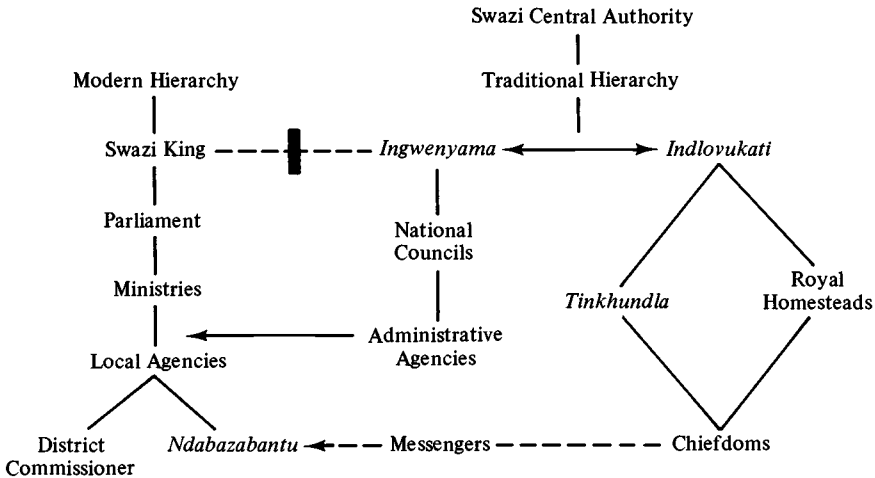 Swazi Central Authority
Modern Hierarchy
Traditional Hierarchy
Swazi King
Ingwenyama
Indlovukati
Parliament
National
Councils
Ministries
Tinkhundla
Royal
Homesteads
Local Agencies
Administrative
Agencies
District
Commissioner
Ndabazabantu
Messengers
Chiefdoms